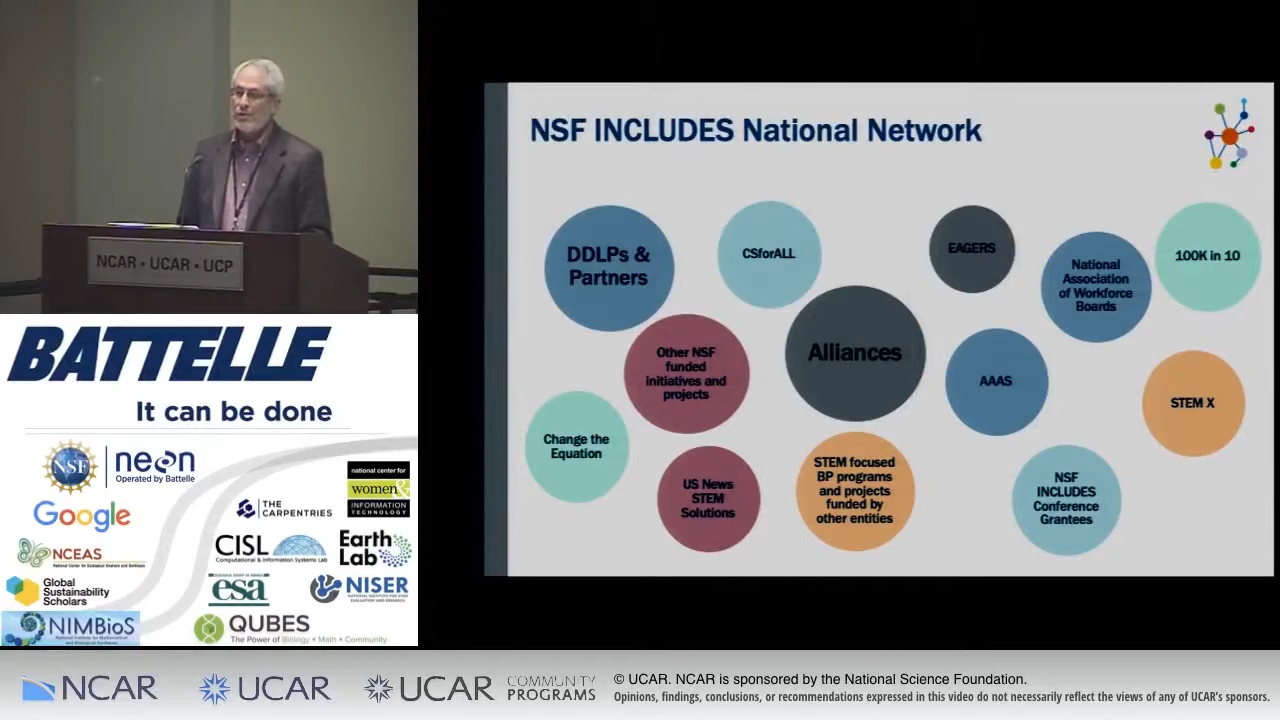 NCAR • UCAR • UCP
BATTELLE
It can be done
NSF
neon
Operated by Battelle
national center for
women&
INFORMATION
TECHNOLOGY
Google
THE
CARPENTRIES
NCEAS
CISL
Computational & Information Systems Lab
Earth
Lab
Global
Sustainability
Scholars
esa
NISER
NIMBioS
QUBES
The Power of Biology × Math × Community
NSF INCLUDES National Network
DDLPs &
Partners
CSforALL
EAGERS
National
Association
of Workforce
Boards
100K in 10
Other NSF
funded
initiatives and
projects
Alliances
AAAS
STEM X
Change the
Equation
US News
STEM
Solutions
STEM focused
BP programs
and projects
funded by
other entities
NSF
INCLUDES
Conference
Grantees
NCAR
UCAR
UCAR
COMMUNITY
PROGRAMS
© UCAR. NCAR is sponsored by the National Science Foundation.
Opinions, findings, conclusions, or recommendations expressed in this video do not necessarily reflect the views of any of UCAR's sponsors.